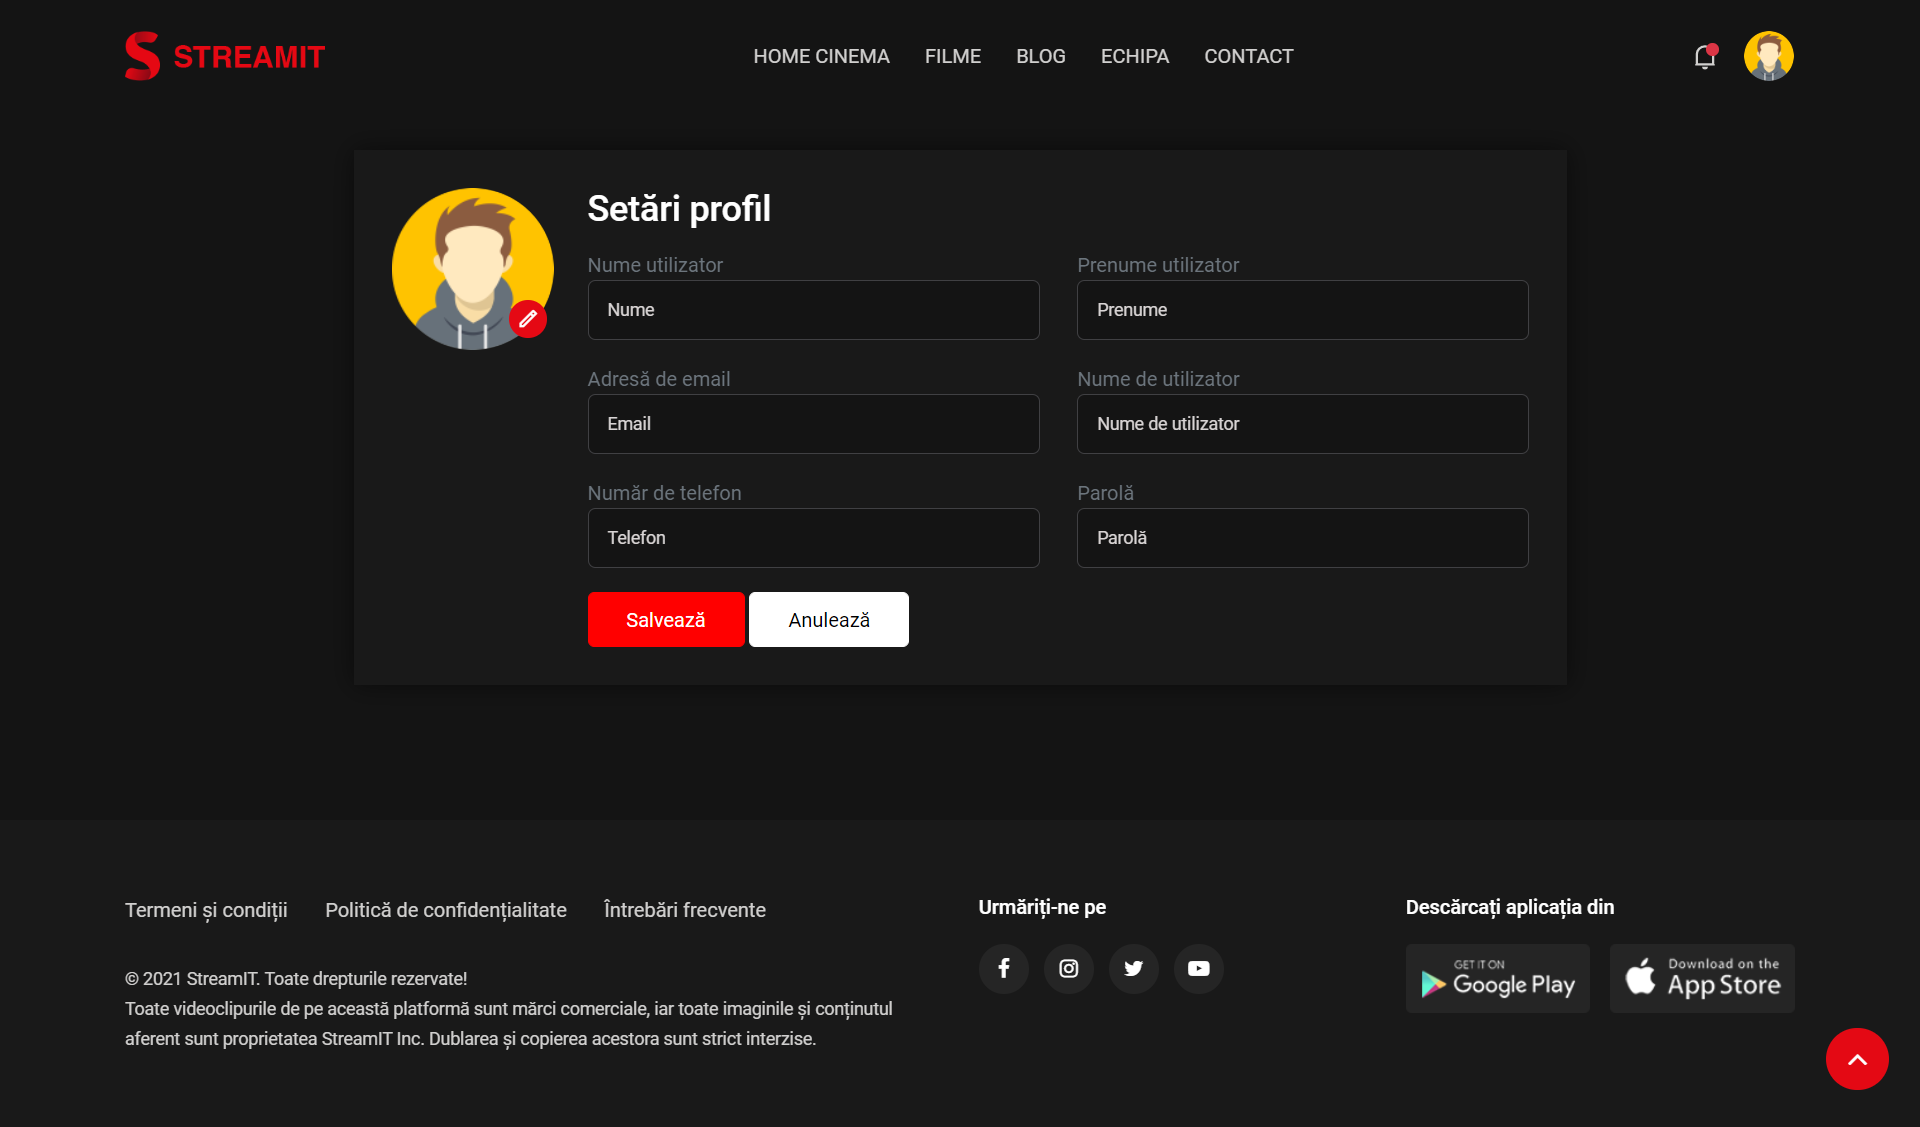 STREAMIT
HOME CINEMA FILME BLOG ECHIPA CONTACT
Setări profil
Nume utilizator
Nume
Prenume utilizator
Prenume
Adresă de email
Email
Nume de utilizator
Nume de utilizator
Număr de telefon
Telefon
Parolă
Parolă
Salvează
Anulează
Termeni și condiții Politică de confidențialitate Întrebări frecvente
© 2021 StreamIT. Toate drepturile rezervate!
Toate videoclipurile de pe această platformă sunt mărci comerciale, iar toate imaginile și conținutul
aferent sunt proprietatea StreamIT Inc. Dublarea și copierea acestora sunt strict interzise.
Urmăriți-ne pe
Descărcați aplicația din
GET IT ON
Google Play
Download on the
App Store